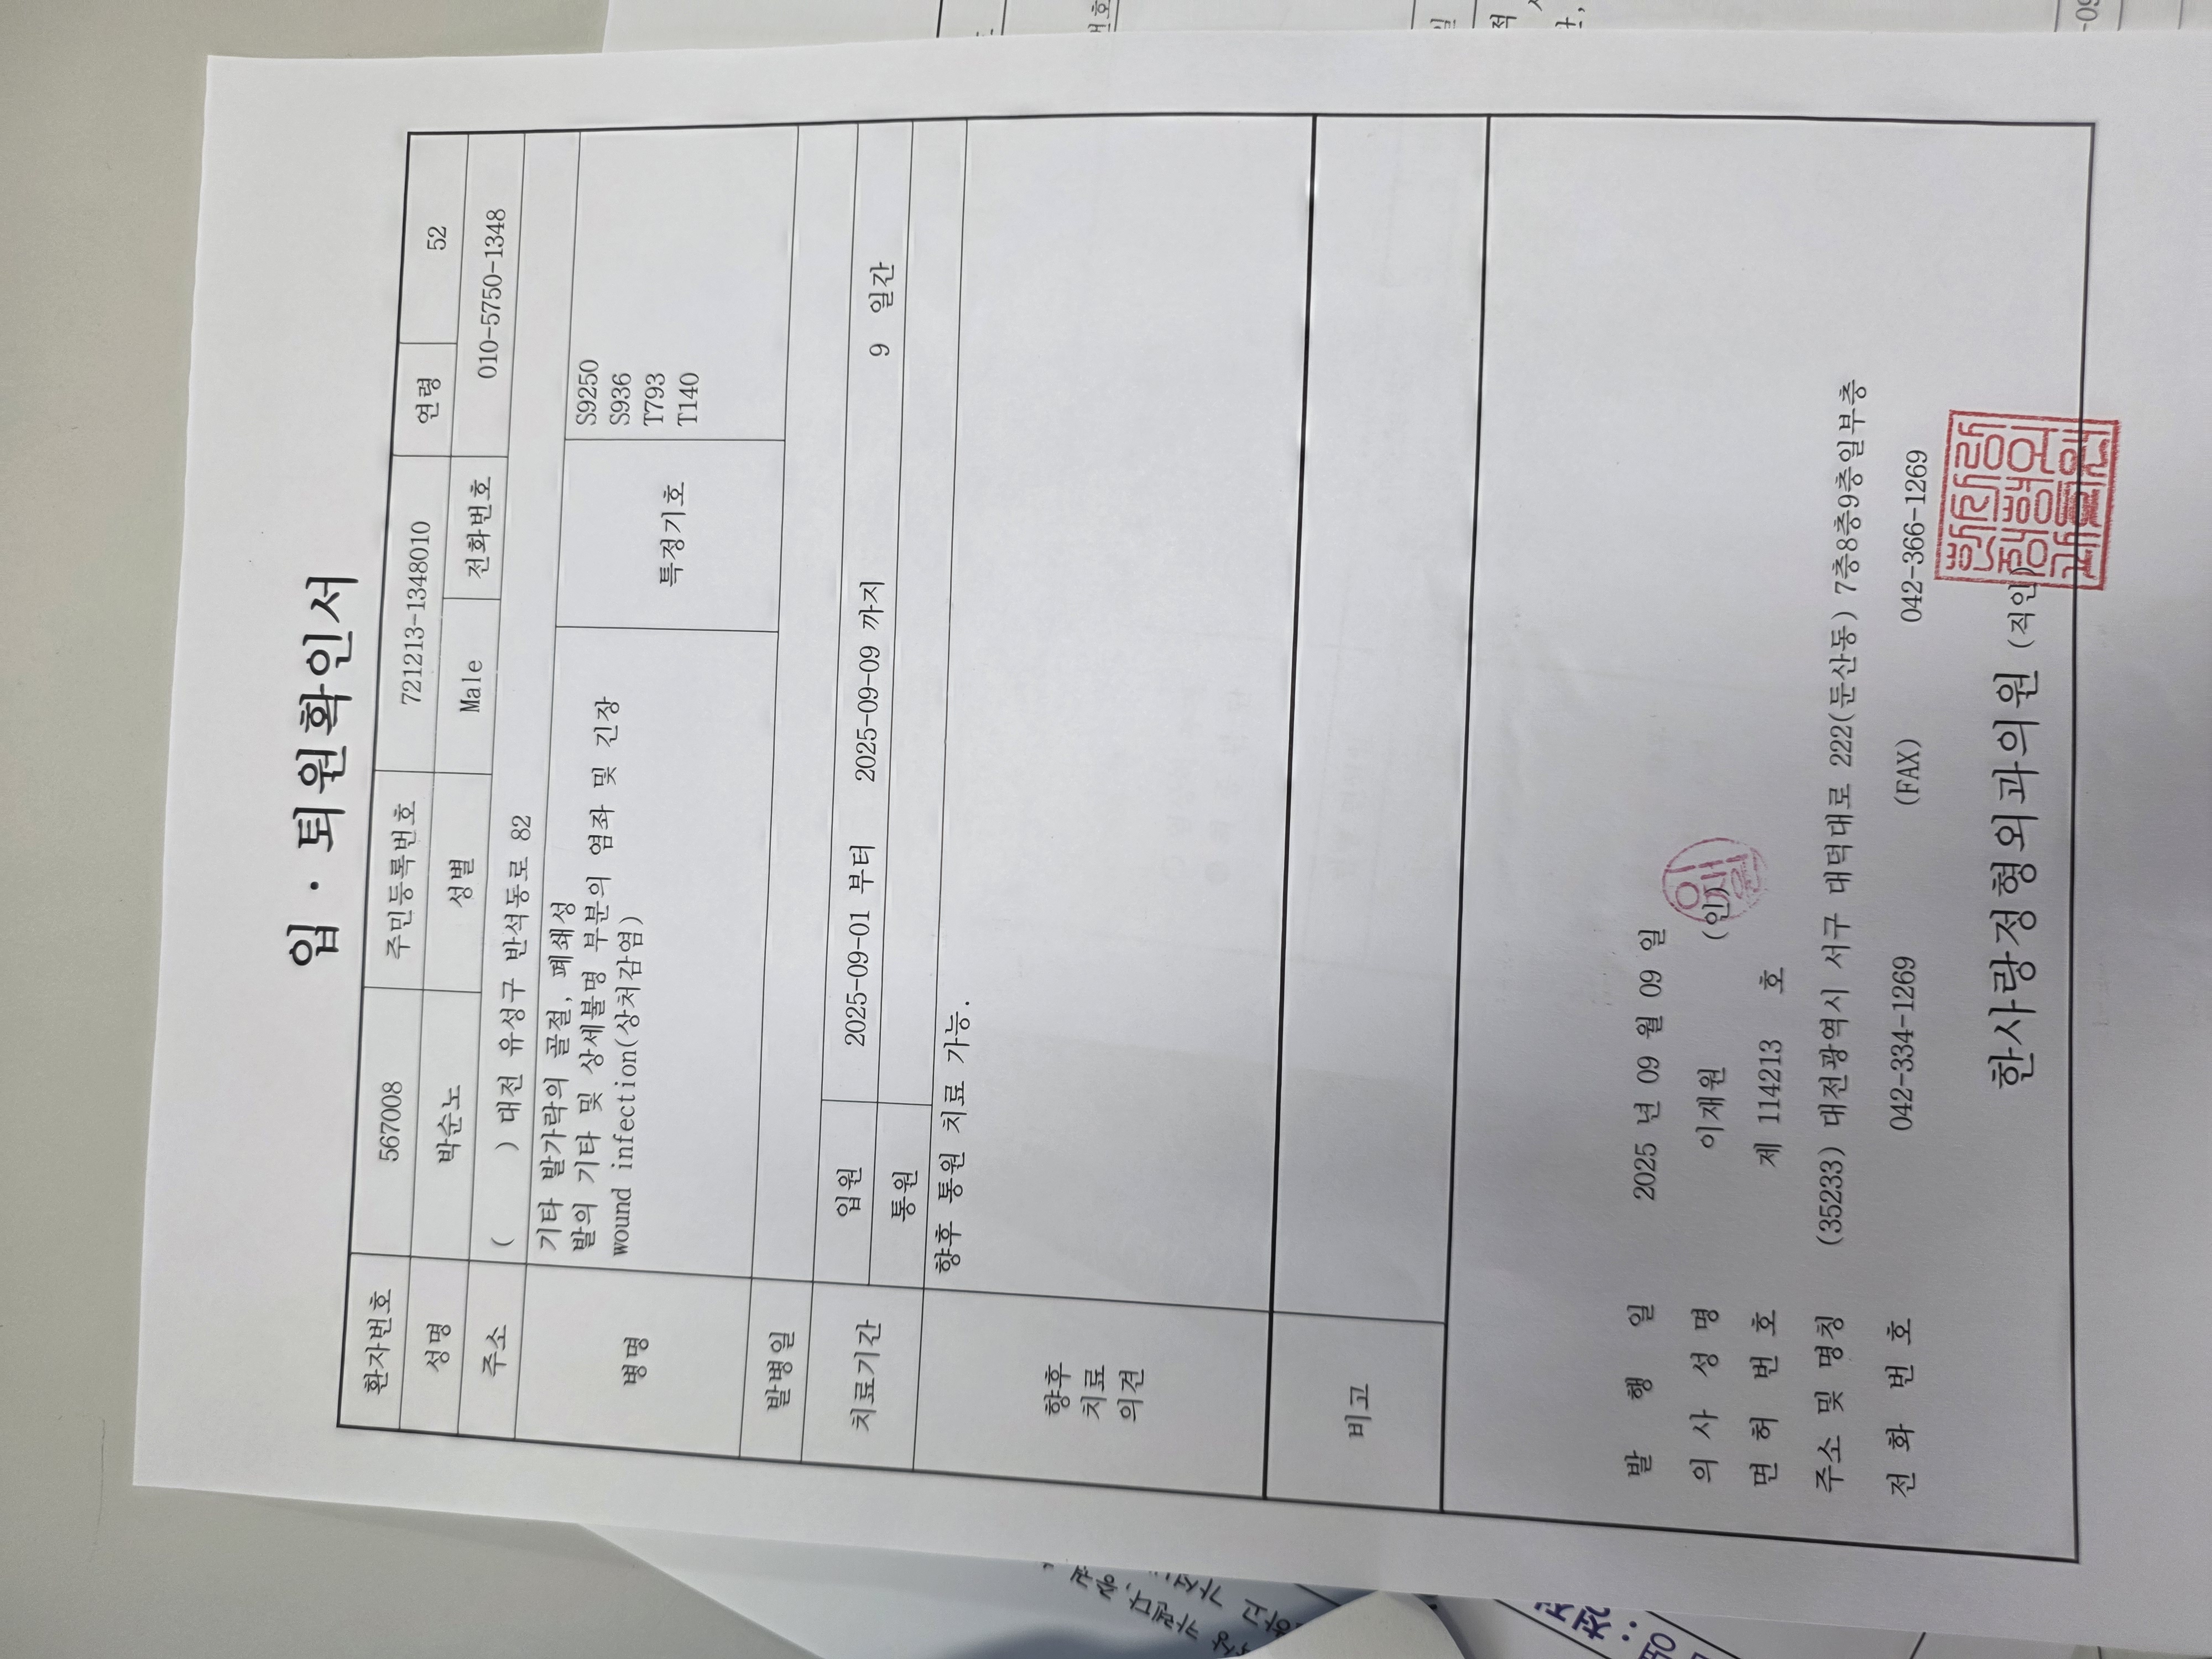 입 · 퇴원확인서
환자번호 567008 주민등록번호 721213-1348010 연령 52
성명 박순노 성별 Male 전화번호 010-5750-1348
주소 ( ) 대전 유성구 반석동로 82
병명
기타 발가락의 골절, 폐쇄성
발의 기타 및 상세불명 부분의 염좌 및 긴장
wound infection(상처감염)
특정기호
S9250
S936
T793
T140
발병일
치료기간
입원 2025-09-01 부터 2025-09-09 까지 9 일간
통원
향후
치료
의견
향후 통원 치료 가능.
비고
발 행 일 2025 년 09 월 09 일
의 사 성 명 이재원 (인)
면 허 번 호 제 114213 호
주소 및 명칭 (35233) 대전광역시 서구 대덕대로 222(둔산동) 7층8층9층일부층
전 화 번 호 042-334-1269 (FAX) 042-366-1269
한사랑정형외과의원 (직인)